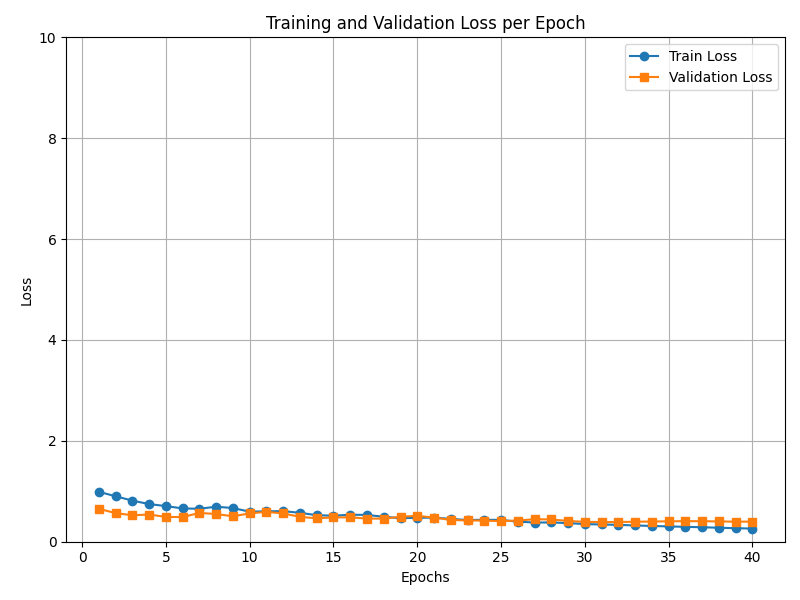 Training and Validation Loss per Epoch
Train Loss
Validation Loss
10
8
6
4
2
0
Loss
0 5 10 15 20 25 30 35 40
Epochs